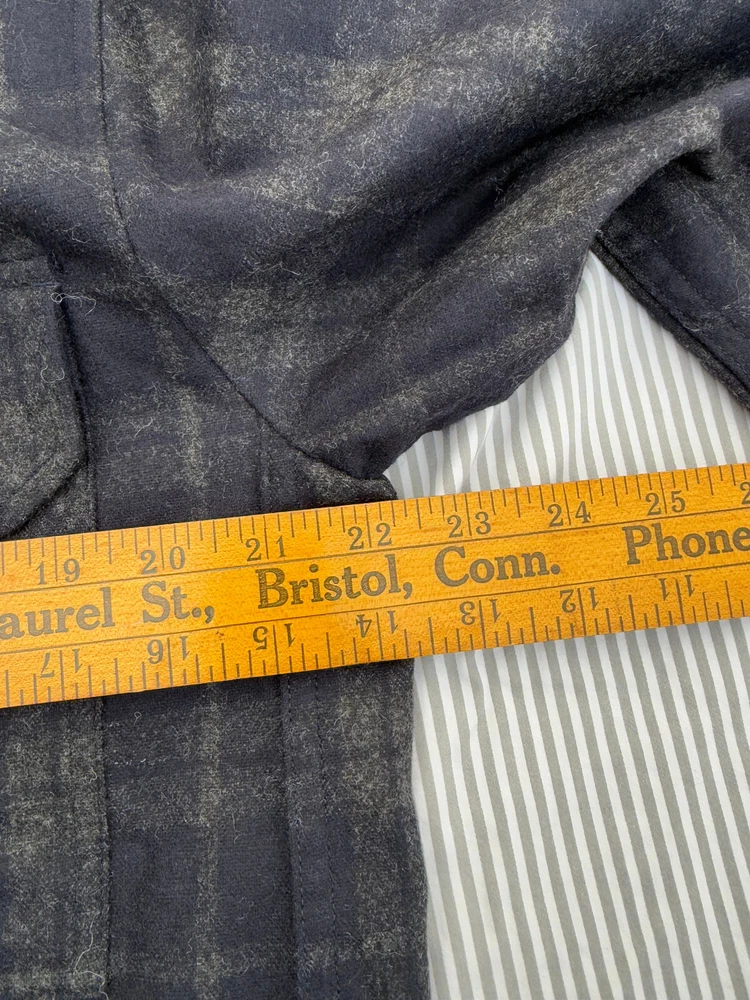 19 20 21 22 23 24 25
aurel St., Bristol, Conn. Phone
17 16 15 14 13 12 11